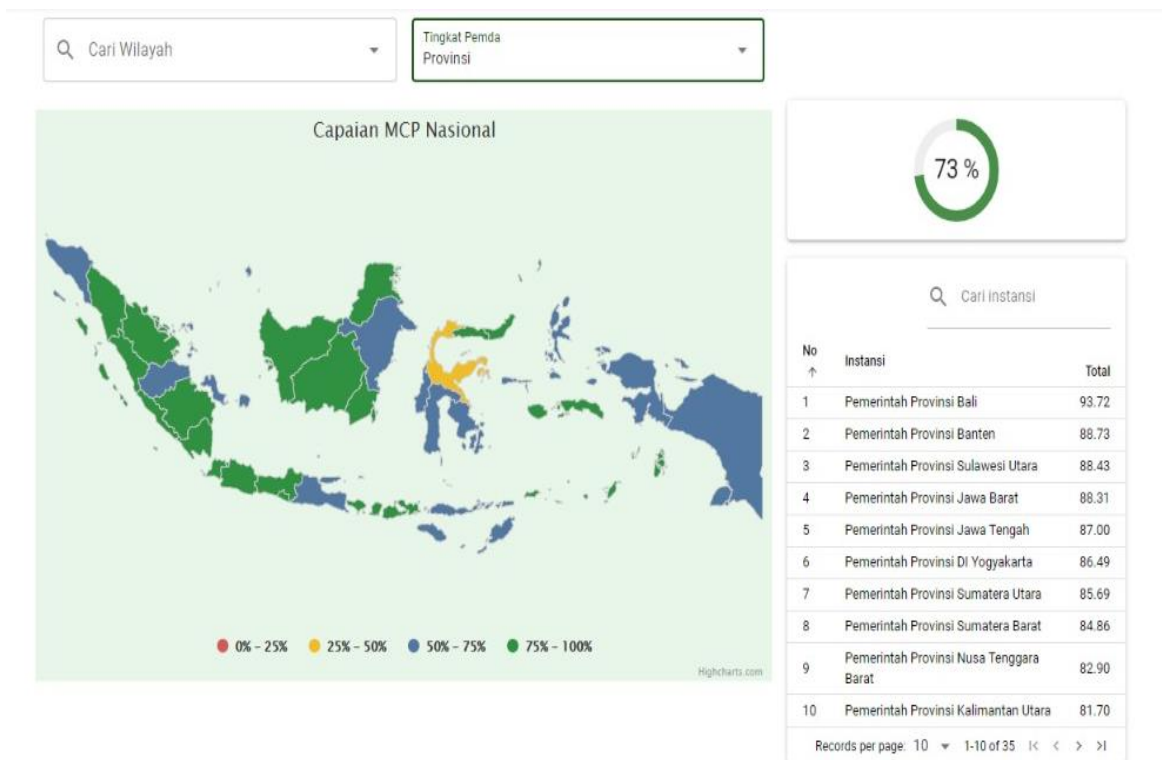 Cari Wilayah
Tingkat Pemda
Provinsi
Capaian MCP Nasional
0% - 25% 25% - 50% 50% - 75% 75% - 100%
Highcharts.com
73 %
Cari instansi
No Instansi Total
1 Pemerintah Provinsi Bali 93.72
2 Pemerintah Provinsi Banten 88.73
3 Pemerintah Provinsi Sulawesi Utara 88.43
4 Pemerintah Provinsi Jawa Barat 88.31
5 Pemerintah Provinsi Jawa Tengah 87.00
6 Pemerintah Provinsi DI Yogyakarta 86.49
7 Pemerintah Provinsi Sumatera Utara 85.69
8 Pemerintah Provinsi Sumatera Barat 84.86
9 Pemerintah Provinsi Nusa Tenggara
Barat 82.90
10 Pemerintah Provinsi Kalimantan Utara 81.70
Records per page: 10 1-10 of 35